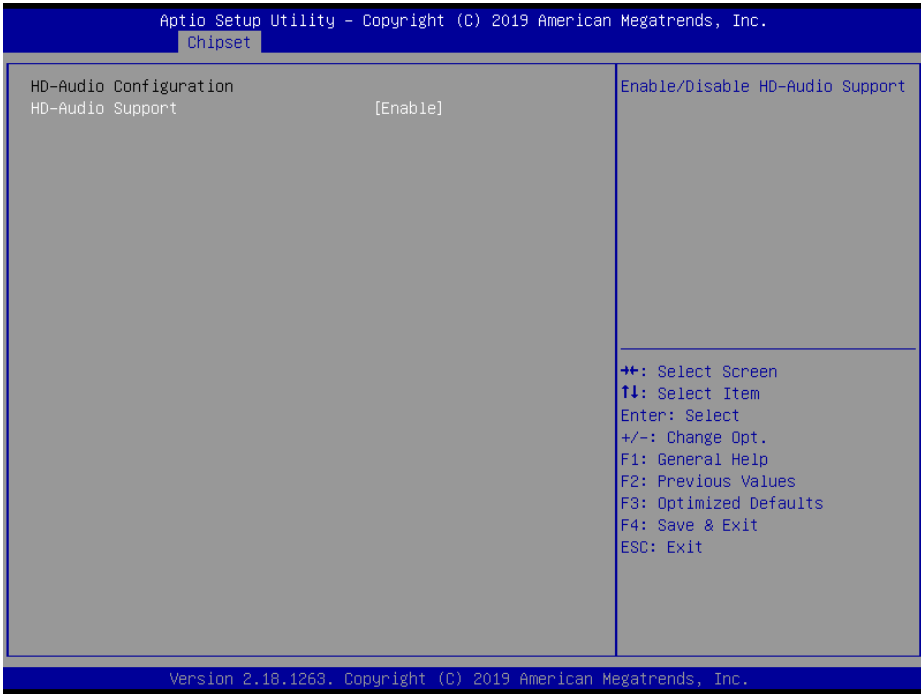 Aptio Setup Utility – Copyright (C) 2019 American Megatrends, Inc.
Chipset
HD-Audio Configuration
HD-Audio Support [Enable]
Enable/Disable HD-Audio Support
→←: Select Screen
↑↓: Select Item
Enter: Select
+/-: Change Opt.
F1: General Help
F2: Previous Values
F3: Optimized Defaults
F4: Save & Exit
ESC: Exit
Version 2.18.1263. Copyright (C) 2019 American Megatrends, Inc.